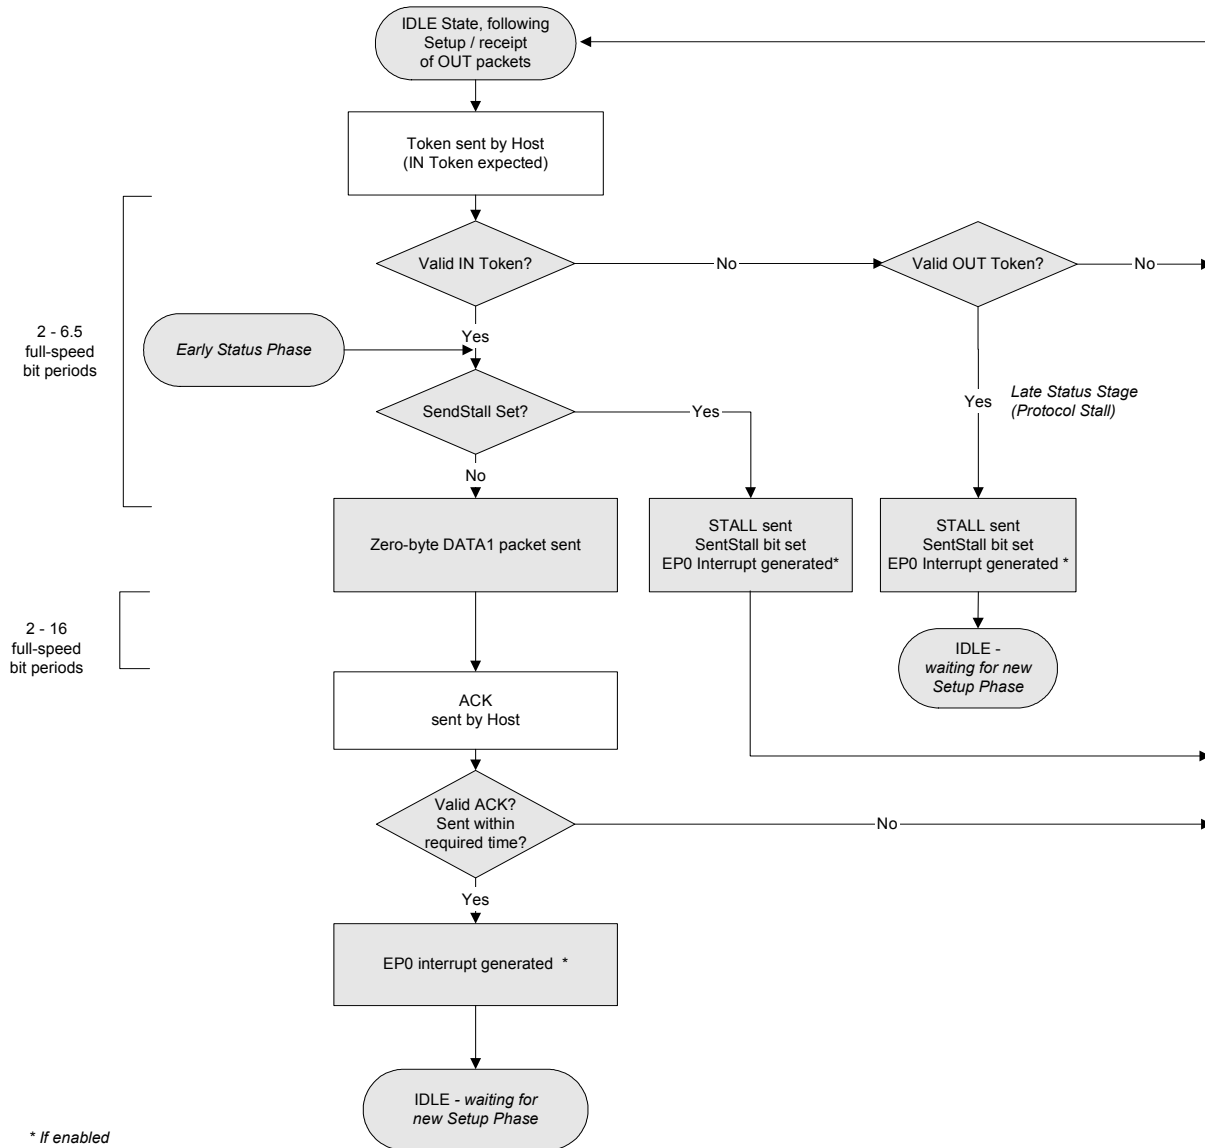 IDLE State, following
Setup / receipt
of OUT packets
Token sent by Host
(IN Token expected)
Valid IN Token?
No
Valid OUT Token?
No
2 - 6.5
full-speed
bit periods
Early Status Phase
Yes
SendStall Set?
Yes
Yes
Late Status Stage
(Protocol Stall)
No
Zero-byte DATA1 packet sent
STALL sent
SentStall bit set
EP0 Interrupt generated*
STALL sent
SentStall bit set
EP0 Interrupt generated *
2 - 16
full-speed
bit periods
IDLE -
waiting for new
Setup Phase
ACK
sent by Host
Valid ACK?
Sent within
required time?
No
Yes
EP0 interrupt generated *
IDLE - waiting for
new Setup Phase
* If enabled